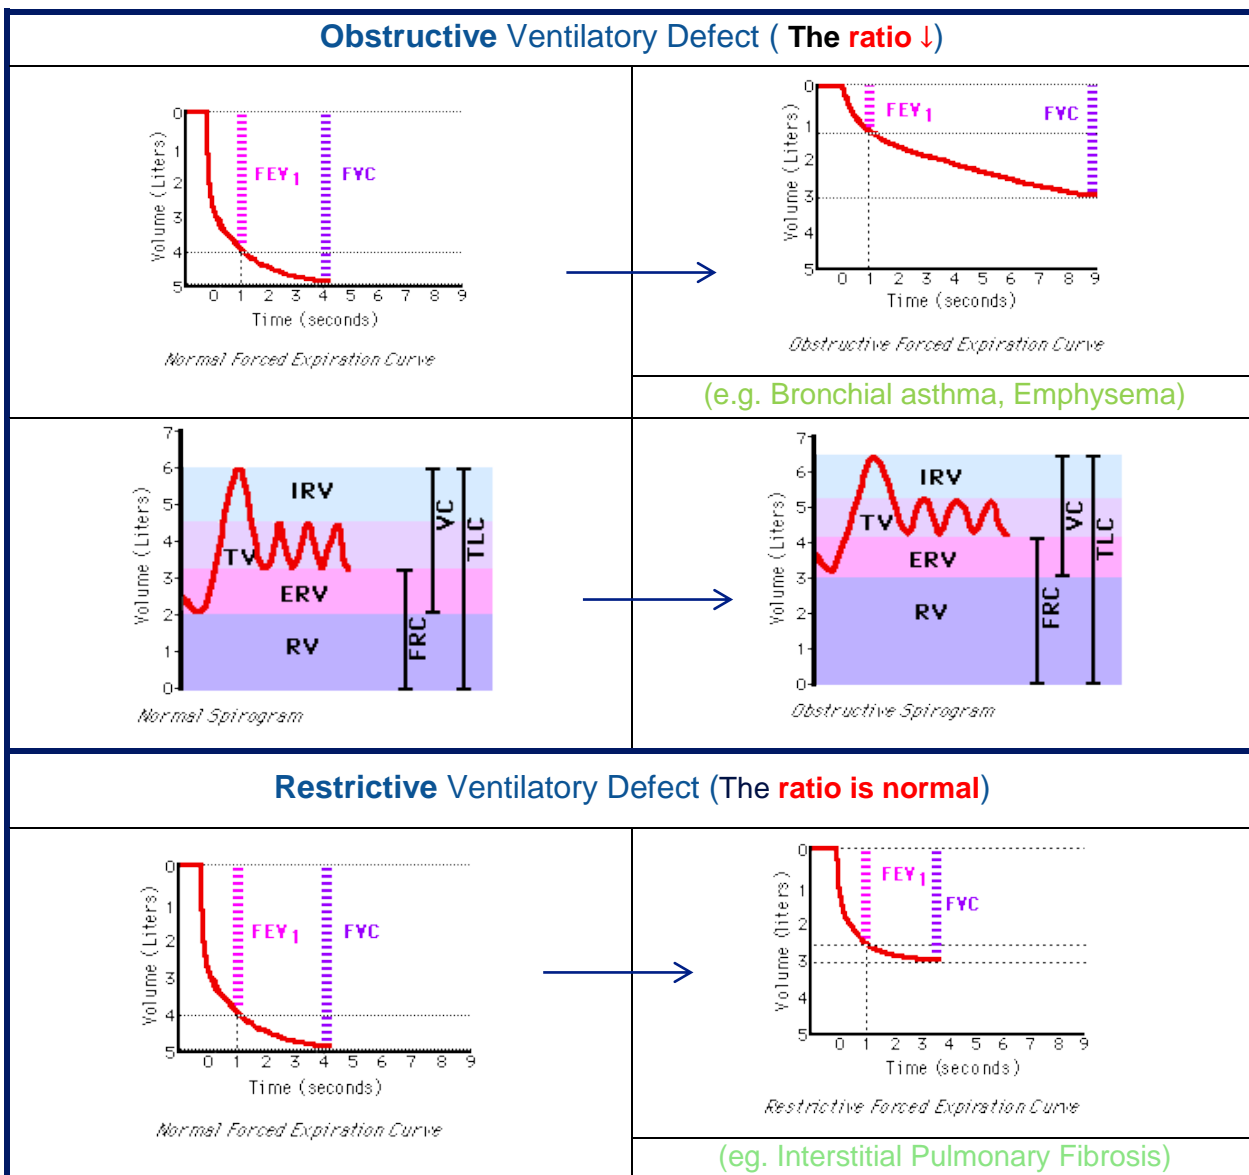 Obstructive Ventilatory Defect ( The ratio ↓)
0
1
2
3
4
5
Volume (Liters)
FEV1
FVC
0 1 2 3 4 5 6 7 8 9
Time (seconds)
Normal Forced Expiration Curve
0
1
2
3
4
5
Volume (Liters)
FEV1
FVC
0 1 2 3 4 5 6 7 8 9
Time (seconds)
Obstructive Forced Expiration Curve
(e.g. Bronchial asthma, Emphysema)
7
6
5
4
3
2
1
0
Volume (Liters)
IRV
TV
ERV
RV
FRC
VC
TLC
Normal Spirogram
7
6
5
4
3
2
1
0
Volume (Liters)
IRV
TV
ERV
RV
FRC
VC
TLC
Obstructive Spirogram
Restrictive Ventilatory Defect (The ratio is normal)
0
1
2
3
4
5
Volume (Liters)
FEV1
FVC
0 1 2 3 4 5 6 7 8 9
Time (seconds)
Normal Forced Expiration Curve
0
1
2
3
4
5
Volume (liters)
FEV1
FVC
0 1 2 3 4 5 6 7 8 9
Time (seconds)
Restrictive Forced Expiration Curve
(eg. Interstitial Pulmonary Fibrosis)